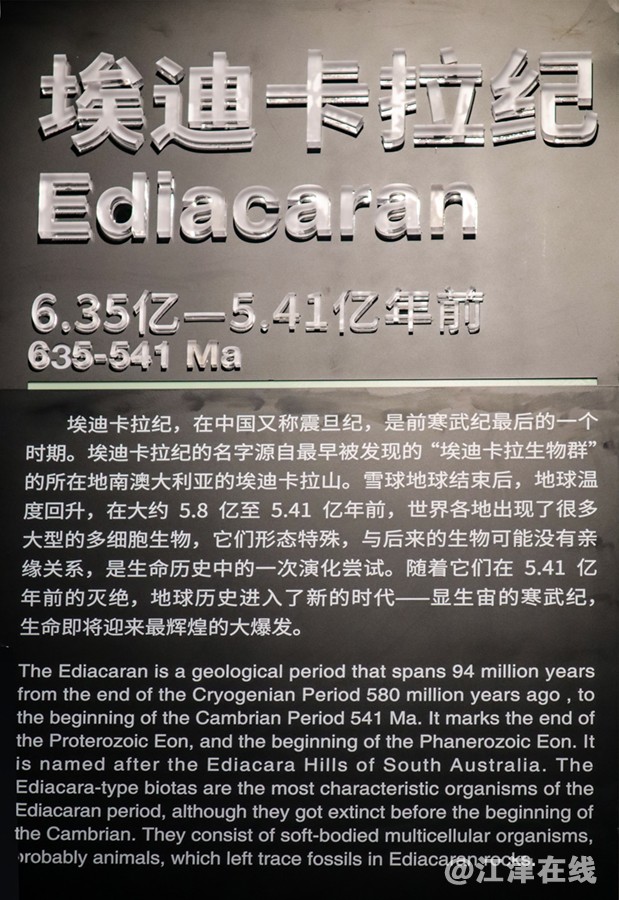 埃迪卡拉纪
Ediacaran
6.35亿—5.41亿年前
635-541 Ma
埃迪卡拉纪，在中国又称震旦纪，是前寒武纪最后的一个
时期。埃迪卡拉纪的名字源自最早被发现的“埃迪卡拉生物群”
的所在地南澳大利亚的埃迪卡拉山。雪球地球结束后，地球温
度回升，在大约 5.8 亿至 5.41 亿年前，世界各地出现了很多
大型的多细胞生物，它们形态特殊，与后来的生物可能没有亲
缘关系，是生命历史中的一次演化尝试。随着它们在 5.41 亿
年前的灭绝，地球历史进入了新的时代——显生宙的寒武纪，
生命即将迎来最辉煌的大爆发。
The Ediacaran is a geological period that spans 94 million years
from the end of the Cryogenian Period 580 million years ago , to
the beginning of the Cambrian Period 541 Ma. It marks the end of
the Proterozoic Eon, and the beginning of the Phanerozoic Eon. It
is named after the Ediacara Hills of South Australia. The
Ediacara-type biotas are the most characteristic organisms of the
Ediacaran period, although they got extinct before the beginning of
the Cambrian. They consist of soft-bodied multicellular organisms,
probably animals, which left trace fossils in Ediacaran rocks.
@江津在线